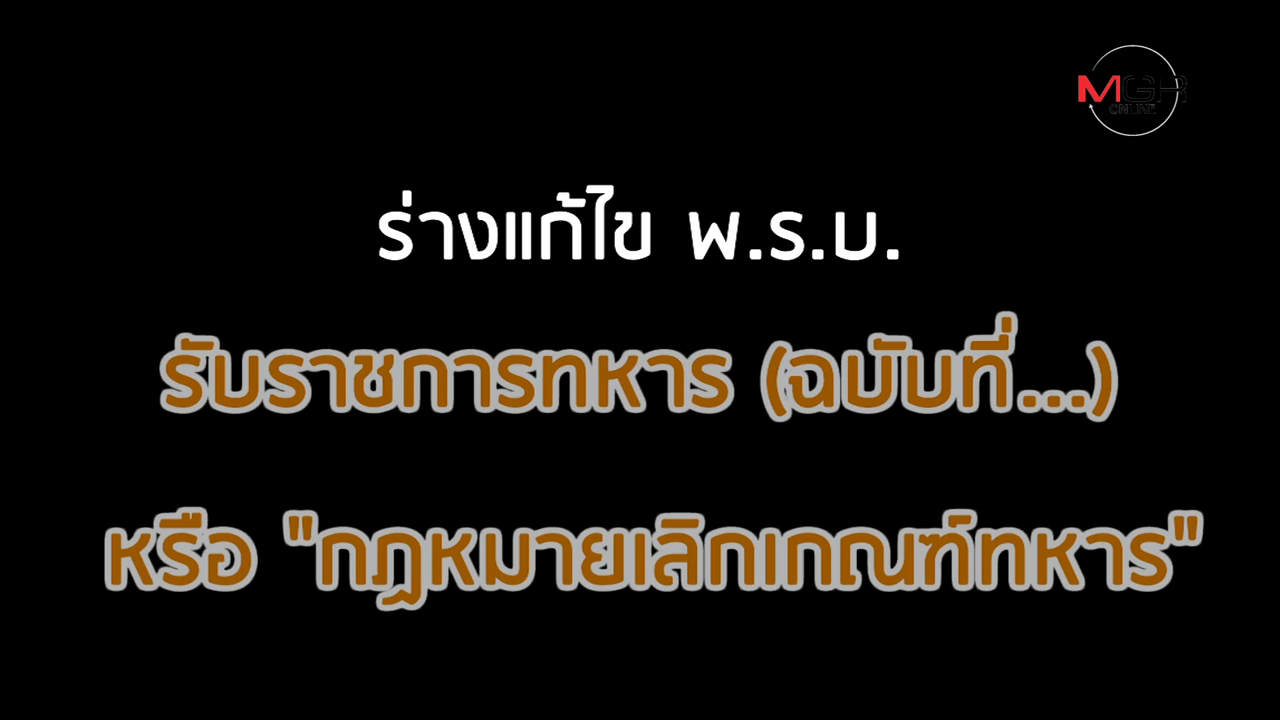 MGR
ONLINE
ร่างแก้ไข พ.ร.บ.
รับราชการทหาร (ฉบับที่...)
หรือ "กฎหมายเลิกเกณฑ์ทหาร"